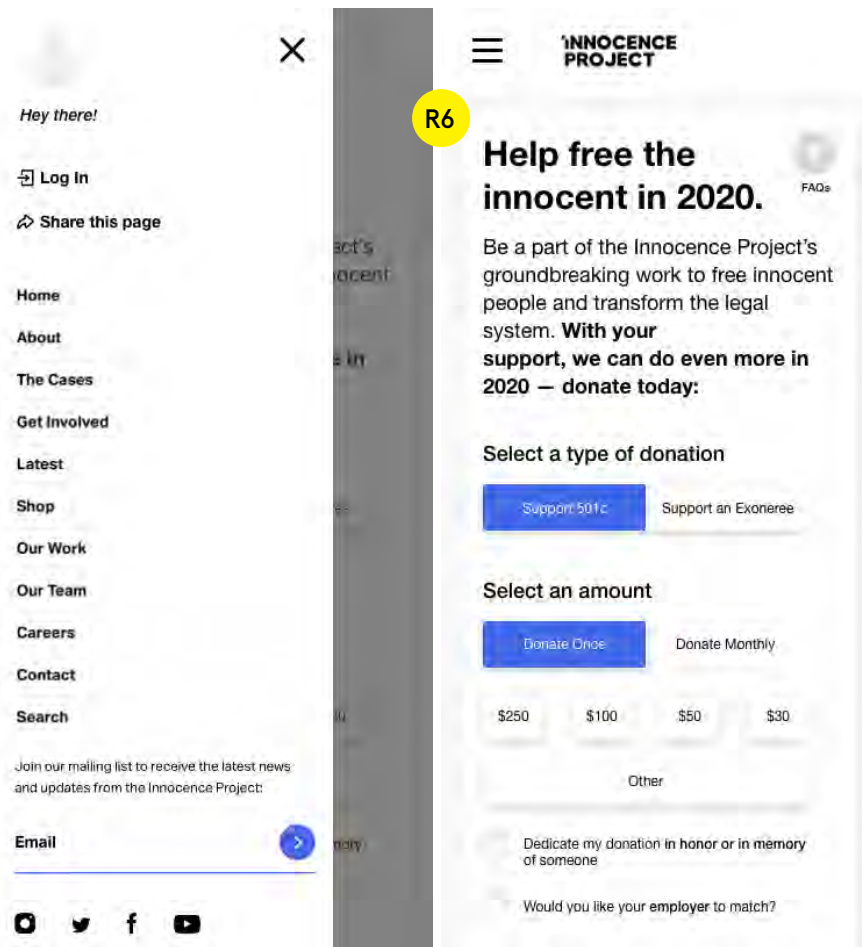 Hey there!
Log In
Share this page
Home
About
The Cases
Get Involved
Latest
Shop
Our Work
Our Team
Careers
Contact
Search
Join our mailing list to receive the latest news
and updates from the Innocence Project:
Email
INNOCENCE
PROJECT
R6
Help free the
innocent in 2020.
FAQs
Be a part of the Innocence Project's
groundbreaking work to free innocent
people and transform the legal
system. With your
support, we can do even more in
2020 — donate today:
Select a type of donation
Support 501c Support an Exoneree
Select an amount
Donate Once Donate Monthly
$250 $100 $50 $30
Other
Dedicate my donation in honor or in memory
of someone
Would you like your employer to match?